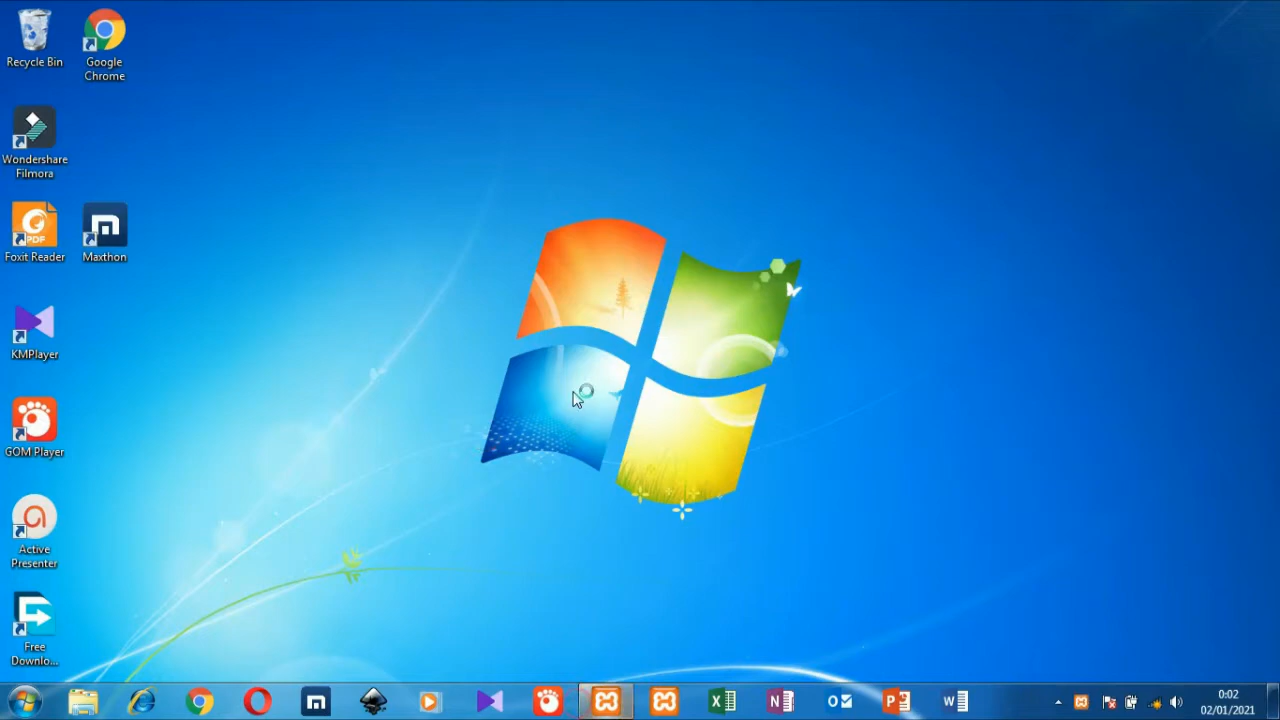 Recycle Bin
Google
Chrome
Wondershare
Filmora
PDF
Foxit Reader
Maxthon
KMPlayer
GOM Player
Active
Presenter
Free
Downlo...
0:02
02/01/2021